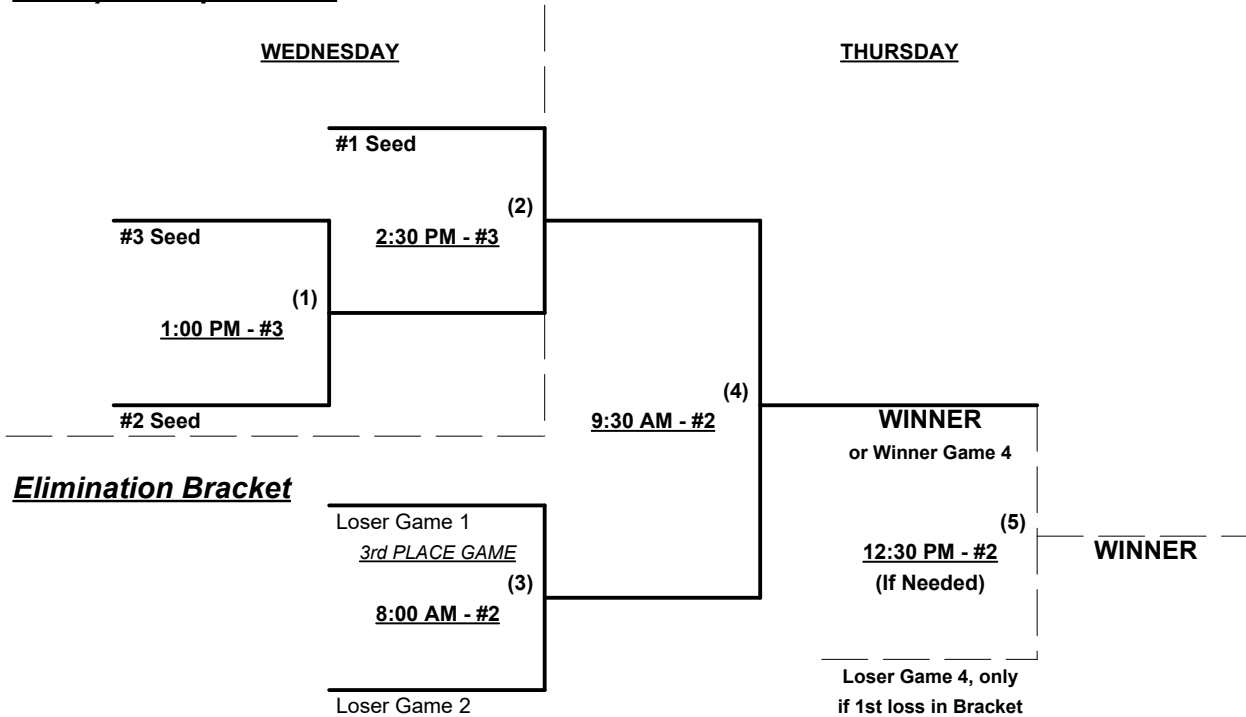 WEDNESDAY
THURSDAY
#1 Seed
(2)
2:30 PM - #3
#3 Seed
(1)
1:00 PM - #3
#2 Seed
(4)
9:30 AM - #2
WINNER
or Winner Game 4
Elimination Bracket
Loser Game 1
3rd PLACE GAME
(3)
8:00 AM - #2
Loser Game 2
(5)
12:30 PM - #2
(If Needed)
WINNER
Loser Game 4, only
if 1st loss in Bracket